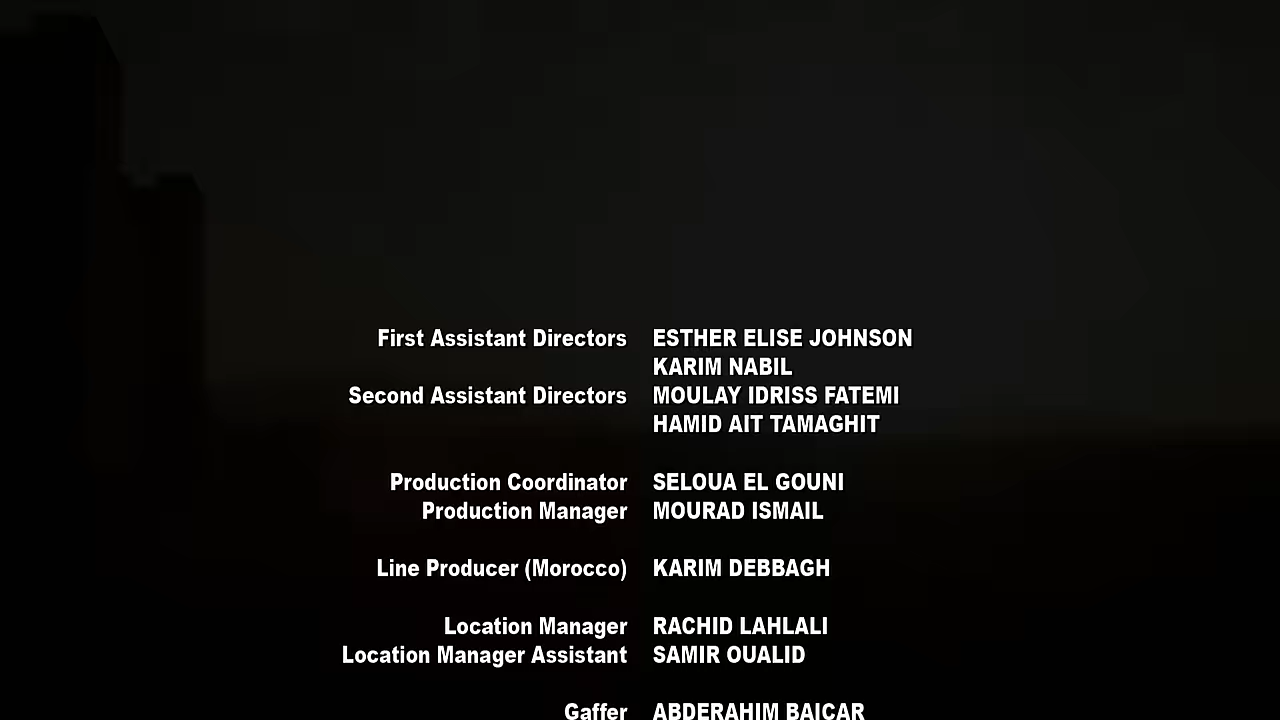 First Assistant Directors ESTHER ELISE JOHNSON
KARIM NABIL
Second Assistant Directors MOULAY IDRISS FATEMI
HAMID AIT TAMAGHIT
Production Coordinator SELOUA EL GOUNI
Production Manager MOURAD ISMAIL
Line Producer (Morocco) KARIM DEBBAGH
Location Manager RACHID LAHLALI
Location Manager Assistant SAMIR OUALID
Gaffer ABDERAHIM BAICAR